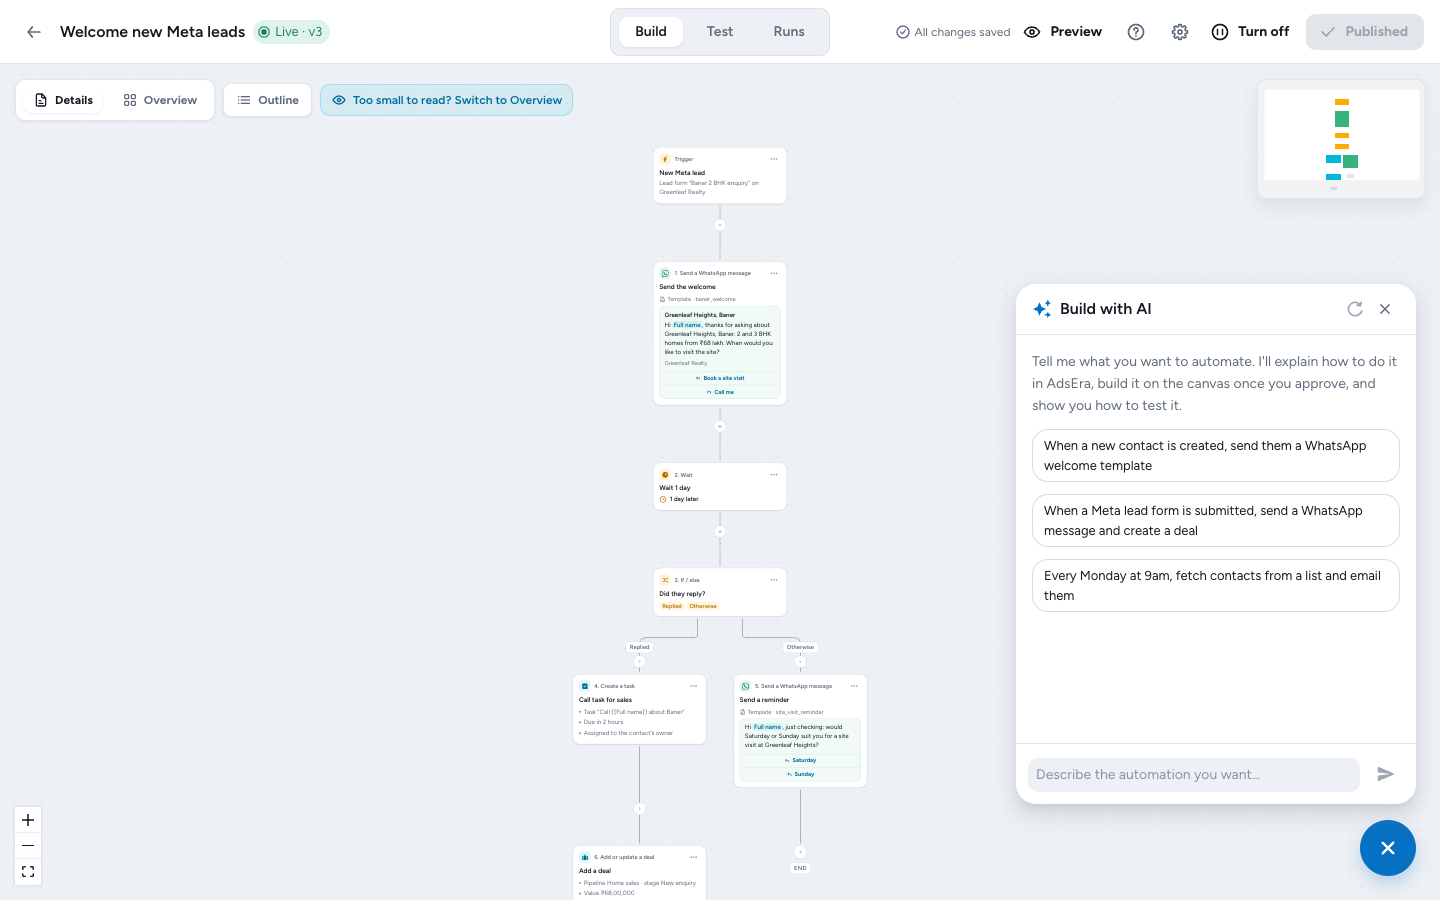 Welcome new Meta leads
Live · v3
Build
Test
Runs
All changes saved
Preview
Turn off
Published
Details
Overview
Outline
Too small to read? Switch to Overview
Trigger
New Meta lead
Lead form "Baner 2 BHK enquiry" on
Greenleaf Realty
1. Send a WhatsApp message
Send the welcome
Template · baner_welcome
Greenleaf Heights, Baner
Hi Full name, thanks for asking about
Greenleaf Heights, Baner. 2 and 3 BHK
homes from ₹68 lakh. When would you
like to visit the site?
Greenleaf Realty
Book a site visit
Call me
2. Wait
Wait 1 day
1 day later
3. If / else
Did they reply?
Replied
Otherwise
Replied
Otherwise
4. Create a task
Call task for sales
• Task "Call {{Full name}} about Baner"
• Due in 2 hours
• Assigned to the contact's owner
5. Send a WhatsApp message
Send a reminder
Template · site_visit_reminder
Hi Full name, just checking: would
Saturday or Sunday suit you for a site
visit at Greenleaf Heights?
Saturday
Sunday
END
6. Add or update a deal
Add a deal
• Pipeline Home sales · stage New enquiry
• Value ₹68,00,000
Build with AI
Tell me what you want to automate. I'll explain how to do it
in AdsEra, build it on the canvas once you approve, and
show you how to test it.
When a new contact is created, send them a WhatsApp
welcome template
When a Meta lead form is submitted, send a WhatsApp
message and create a deal
Every Monday at 9am, fetch contacts from a list and email
them
Describe the automation you want...